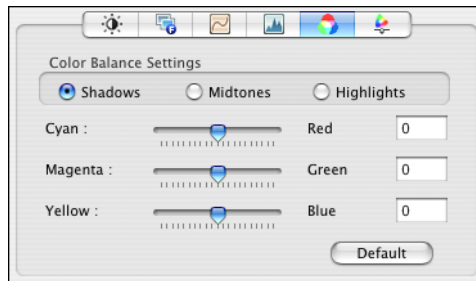 Color Balance Settings
Shadows Midtones Highlights
Cyan : Red 0
Magenta : Green 0
Yellow : Blue 0
Default